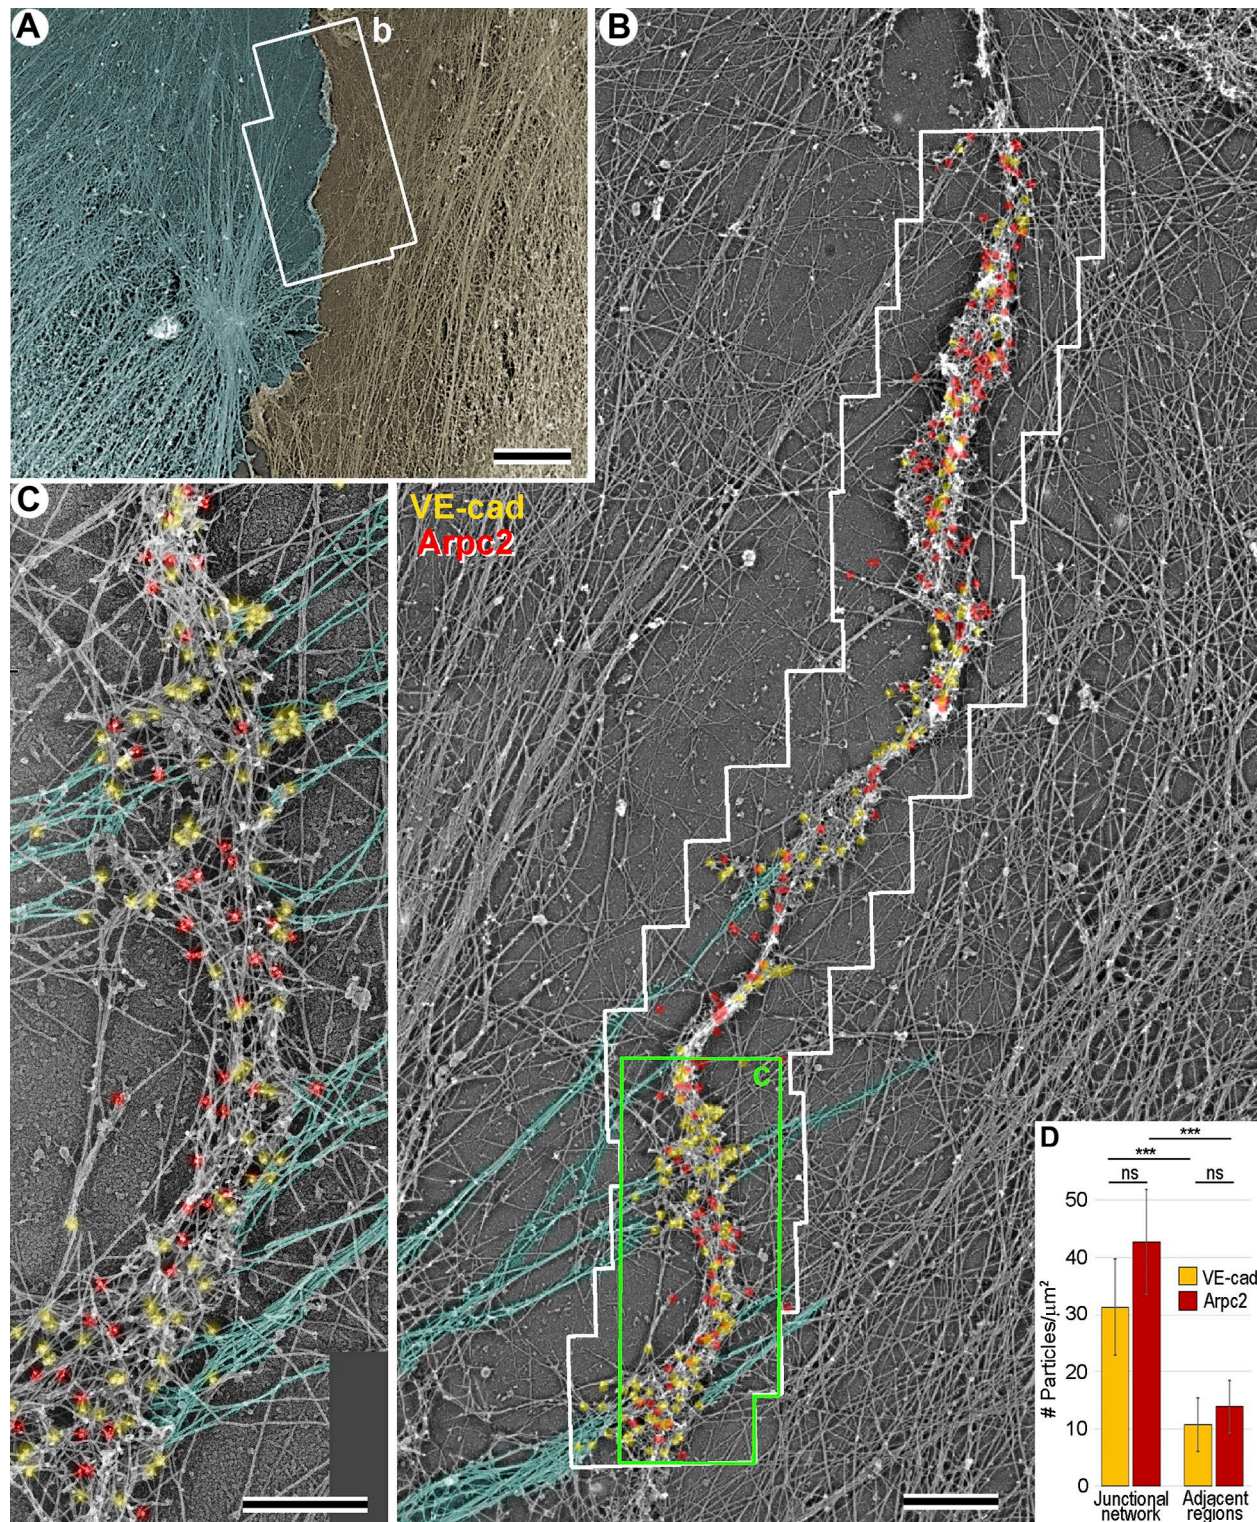 A
b
B
C
VE-cad
Arpc2
C
D
***
***
ns
ns
50
40
30
20
10
0
# Particles/µm²
VE-cad
Arpc2
Junctional
network
Adjacent
regions